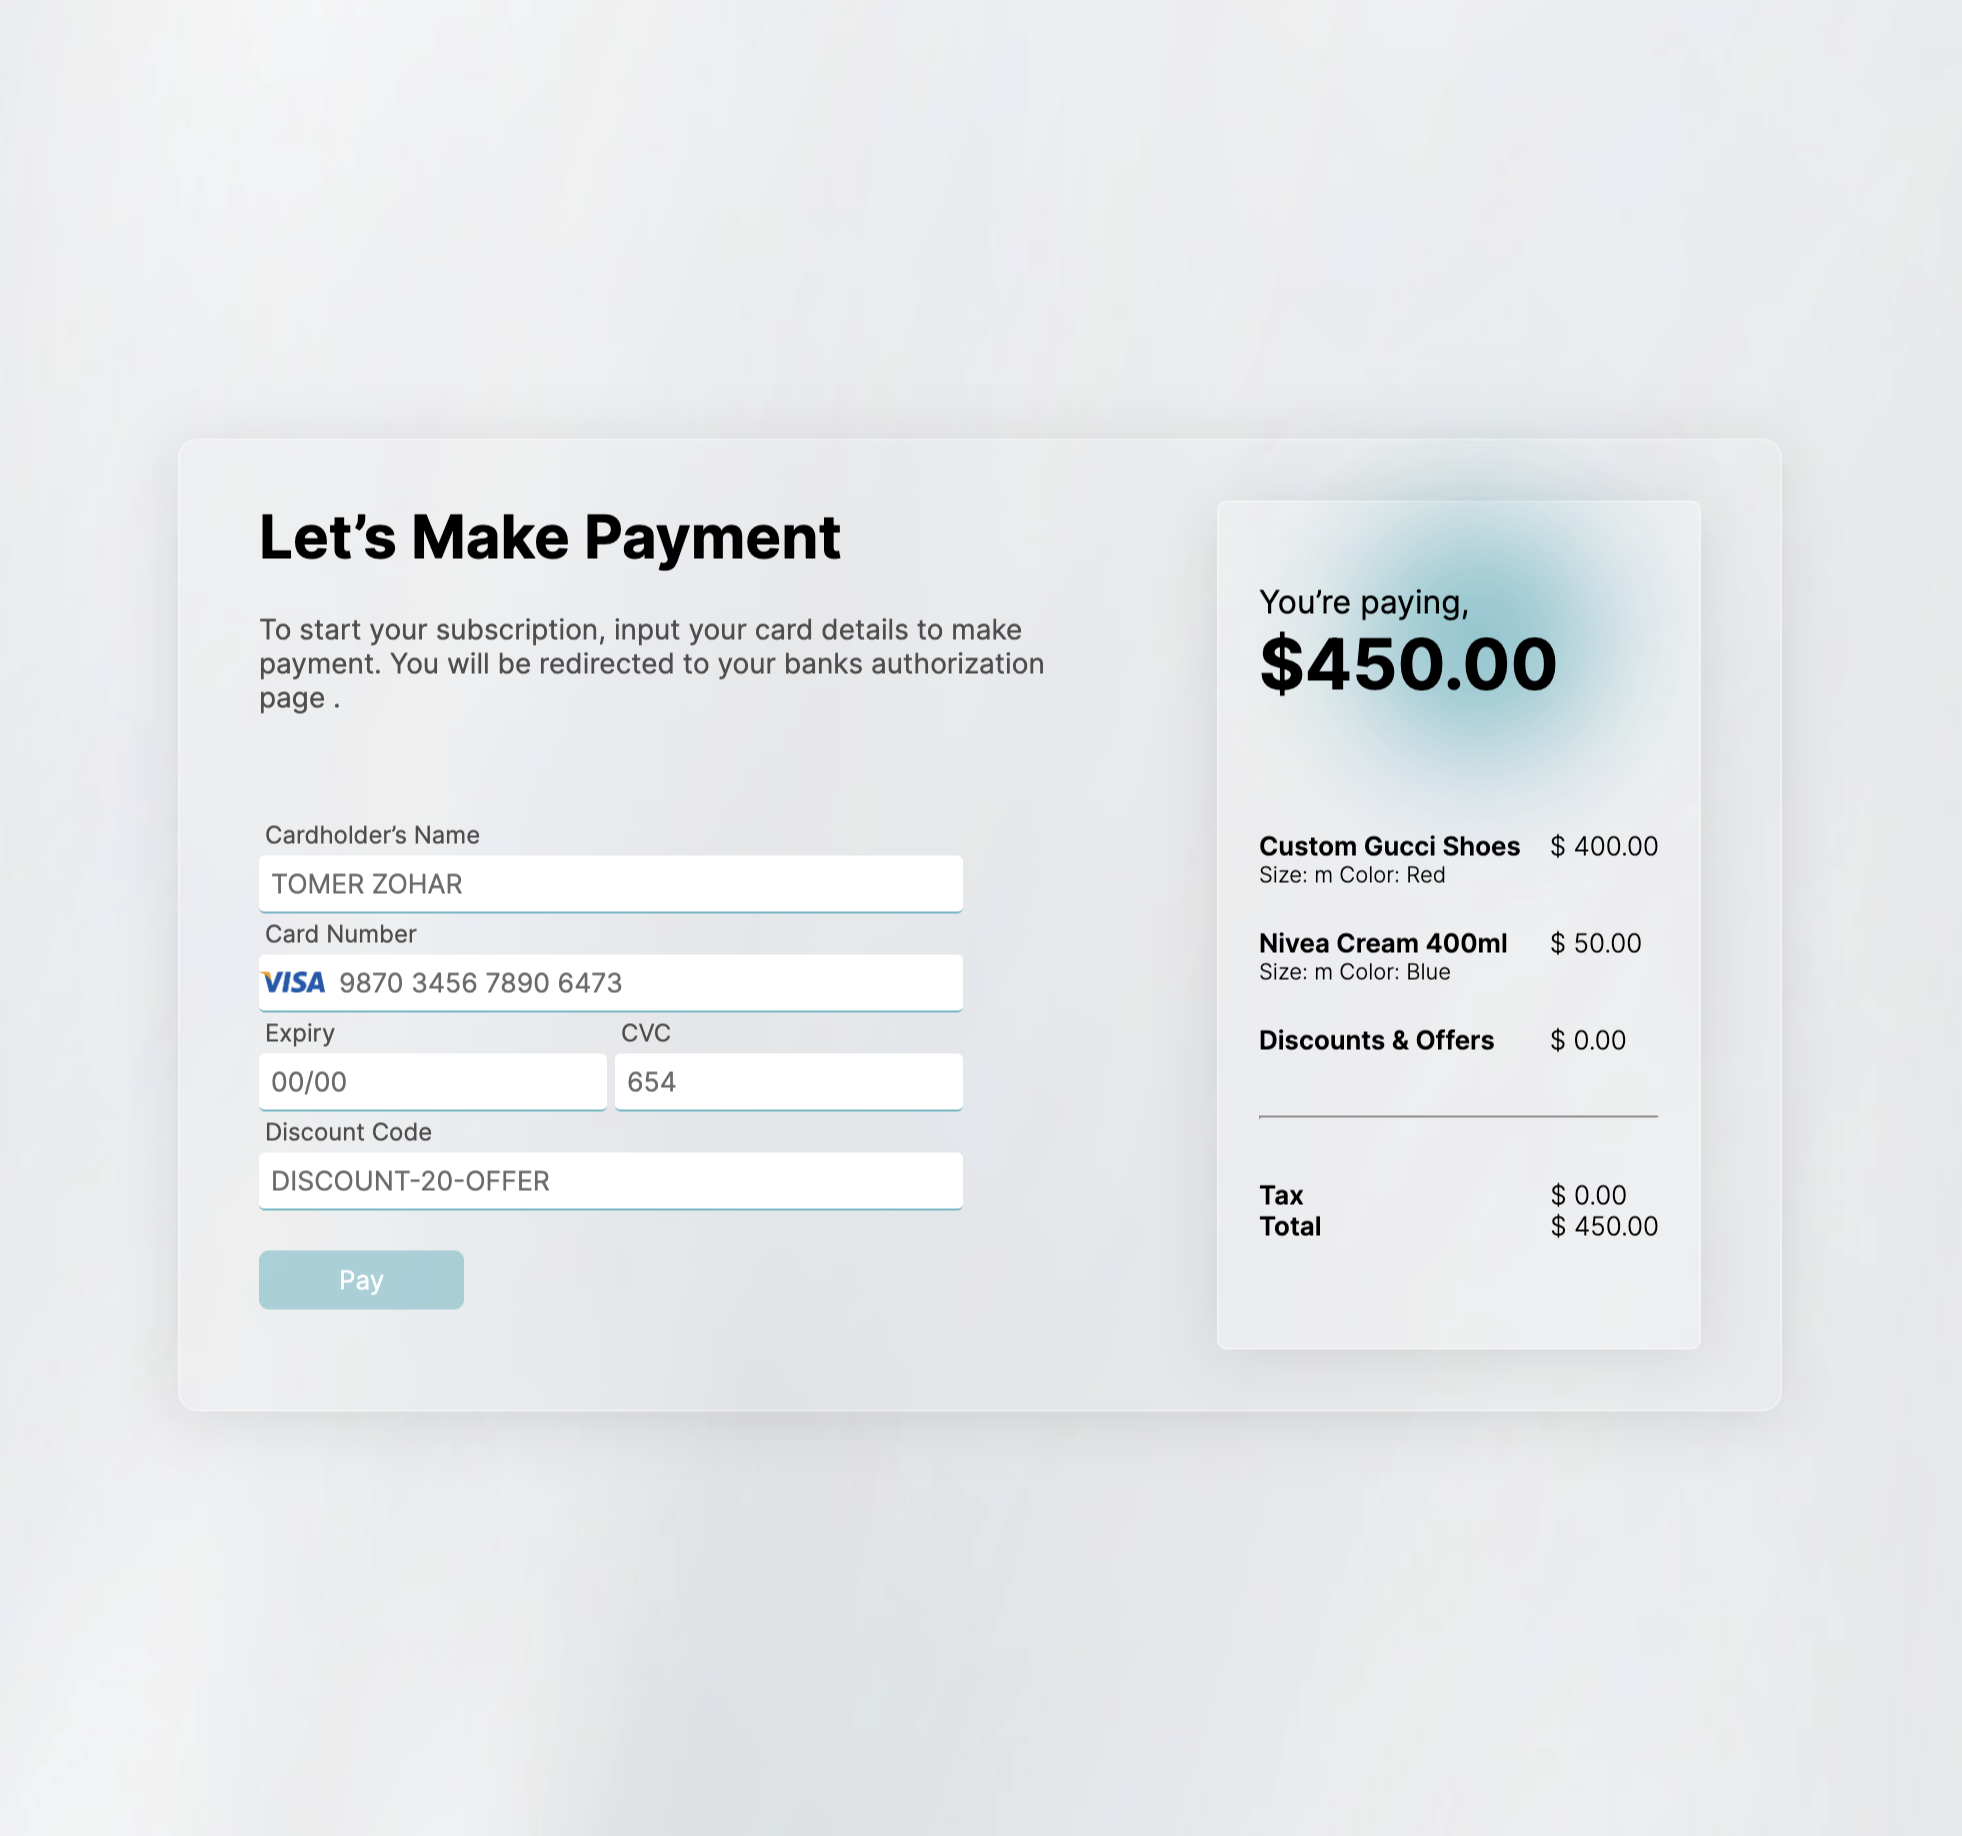 Let’s Make Payment
To start your subscription, input your card details to make
payment. You will be redirected to your banks authorization
page .
Cardholder’s Name
TOMER ZOHAR
Card Number
VISA 9870 3456 7890 6473
Expiry CVC
00/00 654
Discount Code
DISCOUNT-20-OFFER
Pay
You’re paying,
$450.00
Custom Gucci Shoes $ 400.00
Size: m Color: Red
Nivea Cream 400ml $ 50.00
Size: m Color: Blue
Discounts & Offers $ 0.00
Tax $ 0.00
Total $ 450.00